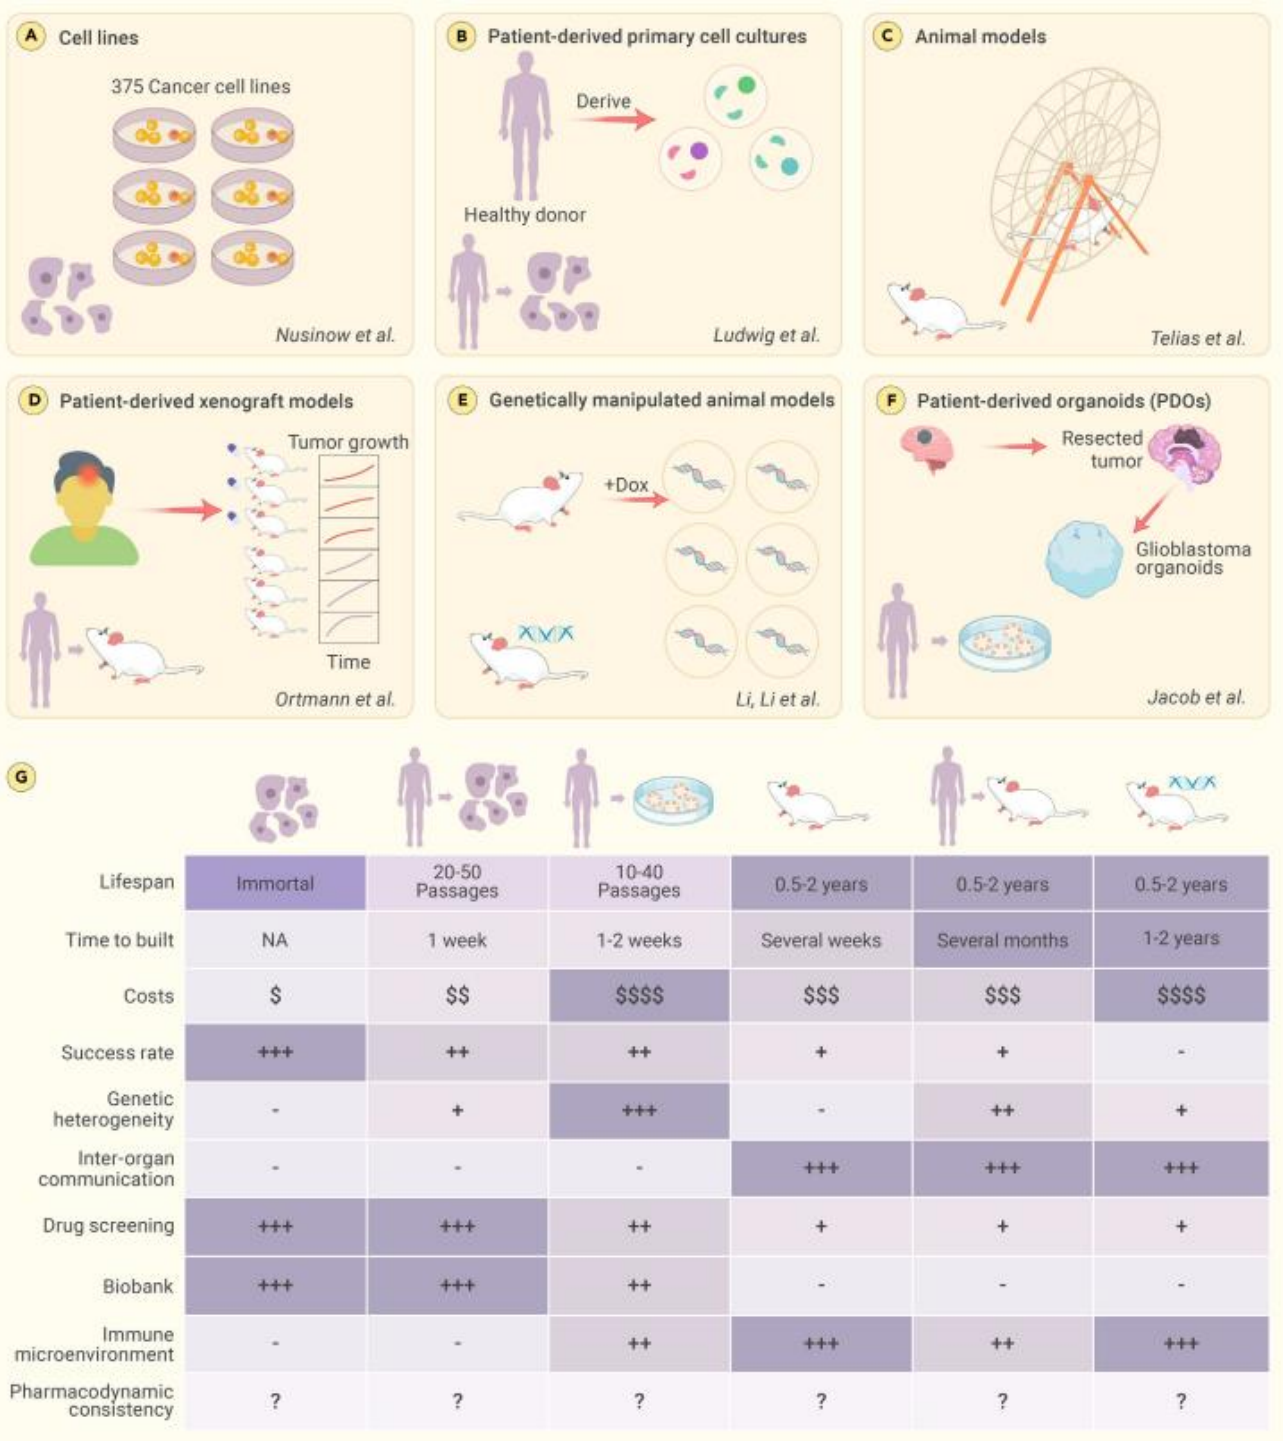 A Cell lines
375 Cancer cell lines
Nusinow et al.
B Patient-derived primary cell cultures
Derive
Healthy donor
Ludwig et al.
C Animal models
Telias et al.
D Patient-derived xenograft models
Tumor growth
Time
Ortmann et al.
E Genetically manipulated animal models
+Dox
Li, Li et al.
F Patient-derived organoids (PDOs)
Resected
tumor
Glioblastoma
organoids
Jacob et al.
G
Lifespan Immortal 20-50 Passages 10-40 Passages 0.5-2 years 0.5-2 years 0.5-2 years
Time to built NA 1 week 1-2 weeks Several weeks Several months 1-2 years
Costs $ $$ $$$$ $$$ $$$ $$$$
Success rate +++ ++ ++ + + -
Genetic heterogeneity - + +++ - ++ +
Inter-organ communication - - - +++ +++ +++
Drug screening +++ +++ ++ + + +
Biobank +++ +++ ++ - - -
Immune microenvironment - - ++ +++ ++ +++
Pharmacodynamic consistency ? ? ? ? ? ?